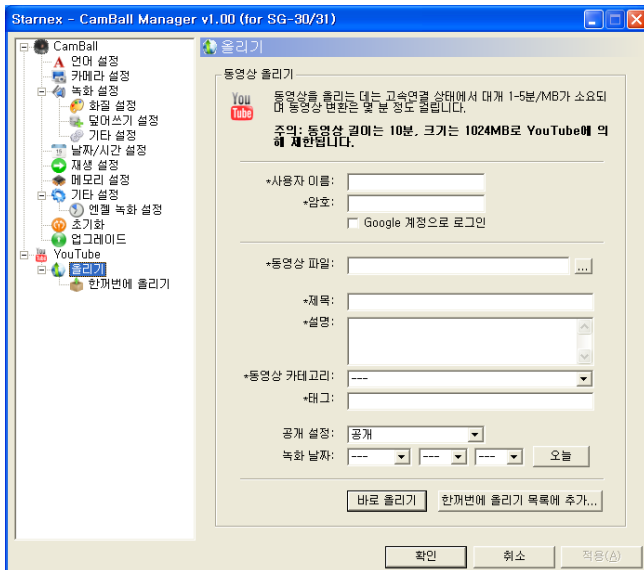 Starnex - CamBall Manager v1.00 (for SG-30/31)
CamBall
언어 설정
카메라 설정
녹화 설정
화질 설정
덮어쓰기 설정
기타 설정
날짜/시간 설정
재생 설정
메모리 설정
기타 설정
엔젤 녹화 설정
초기화
업그레이드
YouTube
올리기
한꺼번에 올리기
올리기
동영상 올리기
You Tube
동영상을 올리는 데는 고속연결 상태에서 대개 1-5분/MB가 소요되
며 동영상 변환은 몇 분 정도 걸립니다.
주의: 동영상 길이는 10분, 크기는 1024MB로 YouTube에 의
해 제한됩니다.
*사용자 이름:
*암호:
Google 계정으로 로그인
*동영상 파일:
...
*제목:
*설명:
*동영상 카테고리: ---
*태그:
공개 설정: 공개
녹화 날짜: --- --- --- 오늘
바로 올리기 한꺼번에 올리기 목록에 추가...
확인 취소 적용(A)